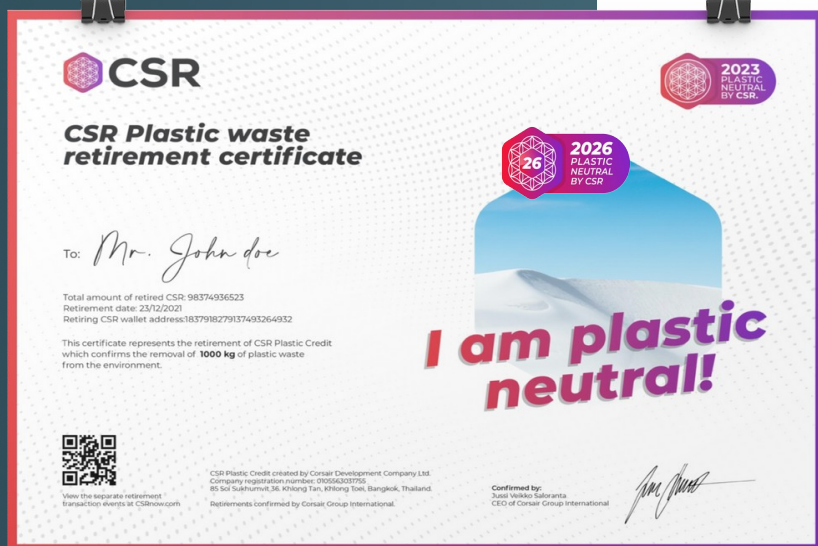 CSR
2023
PLASTIC
NEUTRAL
BY CSR.
CSR Plastic waste
retirement certificate
26
2026
PLASTIC
NEUTRAL
BY CSR
To: Mr. John doe
Total amount of retired CSR: 98374936523
Retirement date: 23/12/2021
Retiring CSR wallet address:18379182791374932​64932
This certificate represents the retirement of CSR Plastic Credit
which confirms the removal of 1000 kg of plastic waste
from the environment.
I am plastic
neutral!
View the separate retirement
transaction events at CSRnow.com
CSR Plastic Credit created by Corsair Development Company Ltd.
Company registration number: 0105563031755
85 Soi Sukhumvit 36. Khlong Tan, Khlong Toei, Bangkok, Thailand.
Retirements confirmed by Corsair Group International.
Confirmed by:
Jussi Veikko Saloranta
CEO of Corsair Group International